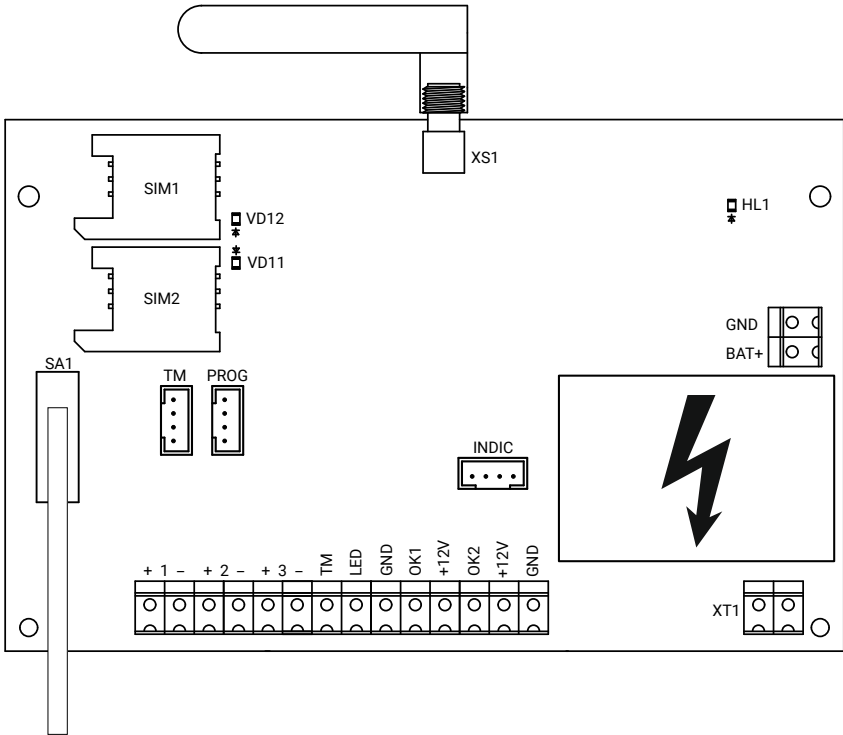 XS1
SIM1
VD12
HL1
VD11
SIM2
GND
BAT+
SA1
TM PROG
INDIC
+ 1 – + 2 – + 3 – TM LED GND OK1 +12V OK2 +12V GND
XT1